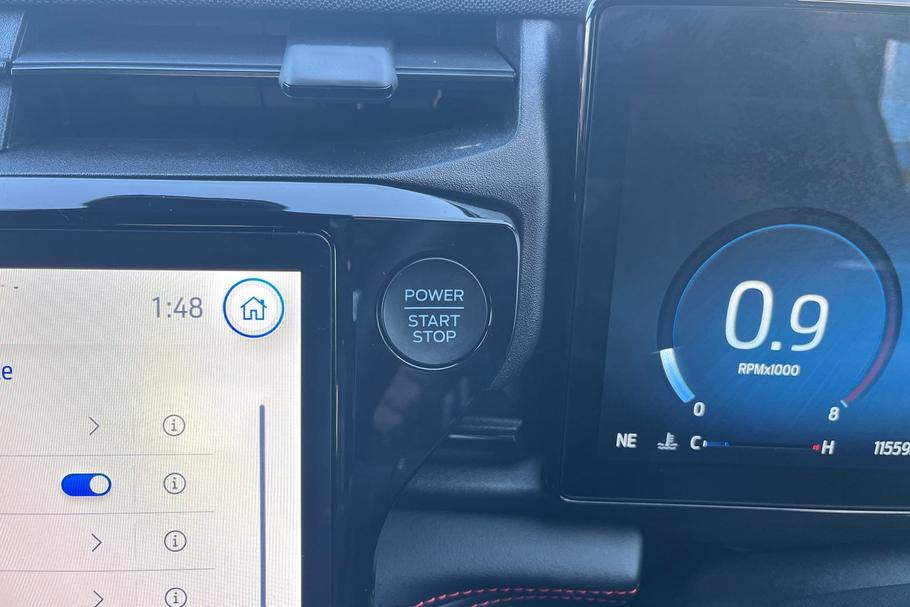 1:48
POWER
START
STOP
0.9
RPMx1000
0
8
NE
C
H
11559